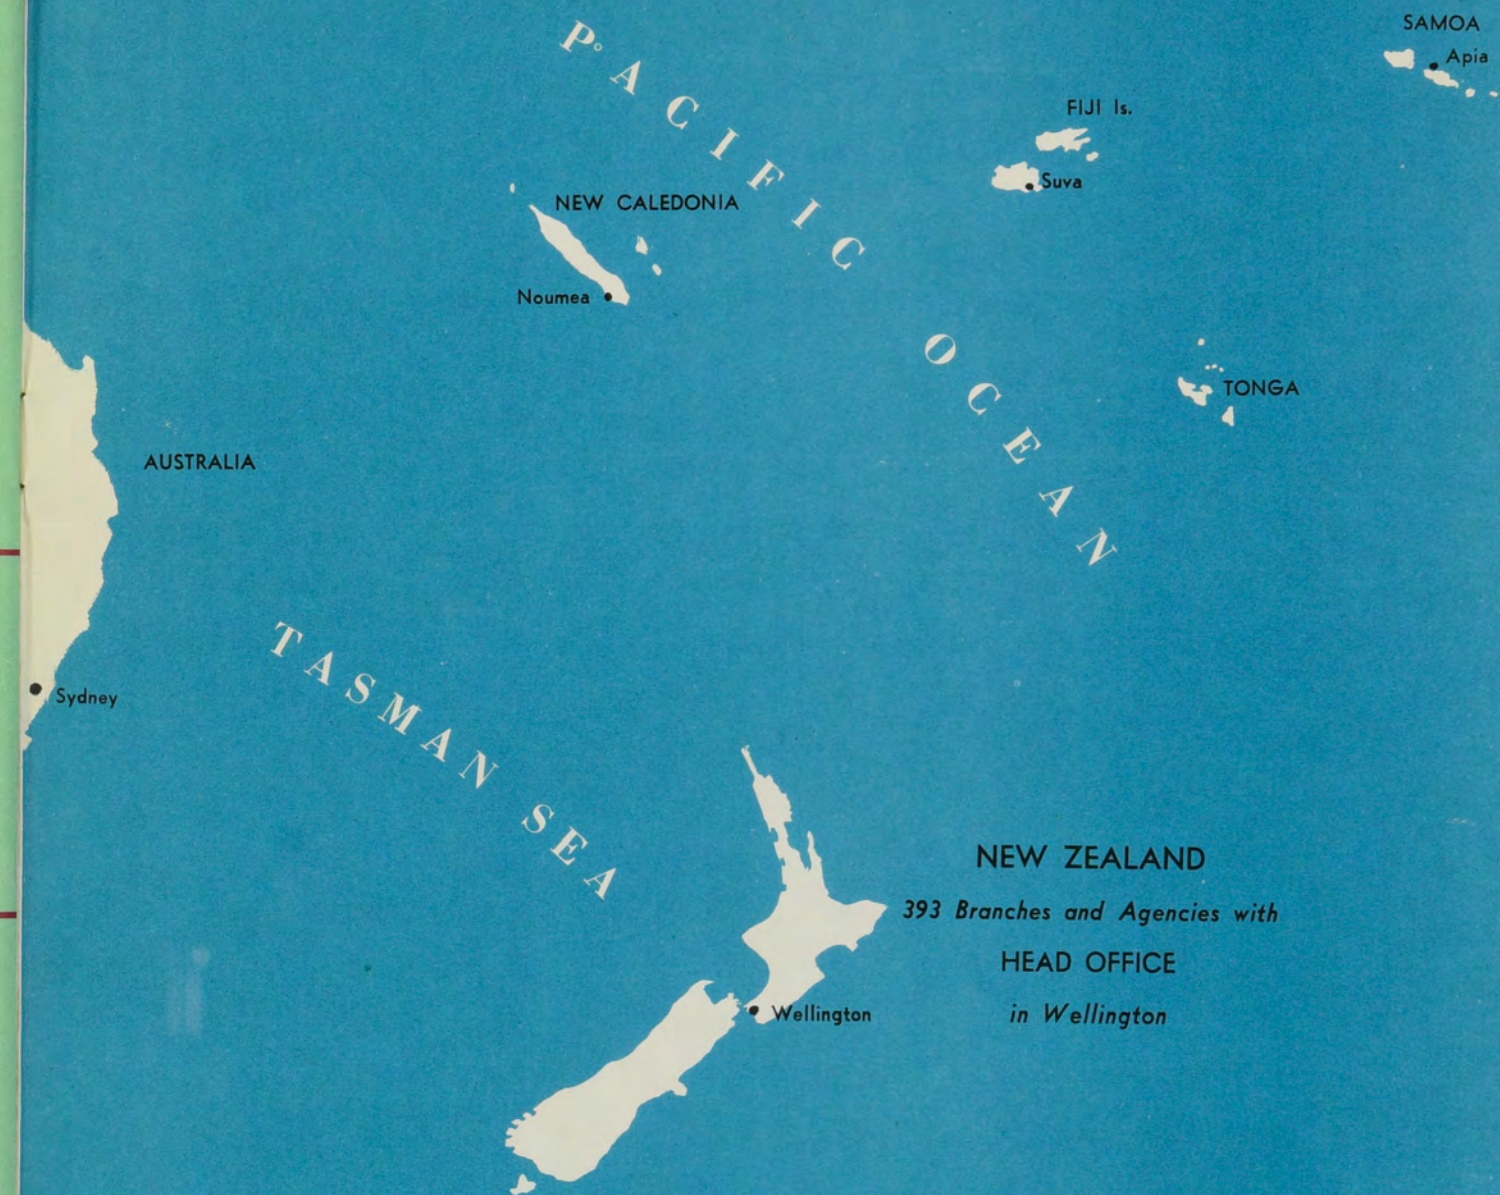 SAMOA
Apia
PACIFIC OCEAN
FIJI Is.
Suva
NEW CALEDONIA
Noumea
TONGA
AUSTRALIA
Sydney
TASMAN SEA
NEW ZEALAND
393 Branches and Agencies with
HEAD OFFICE
in Wellington
Wellington